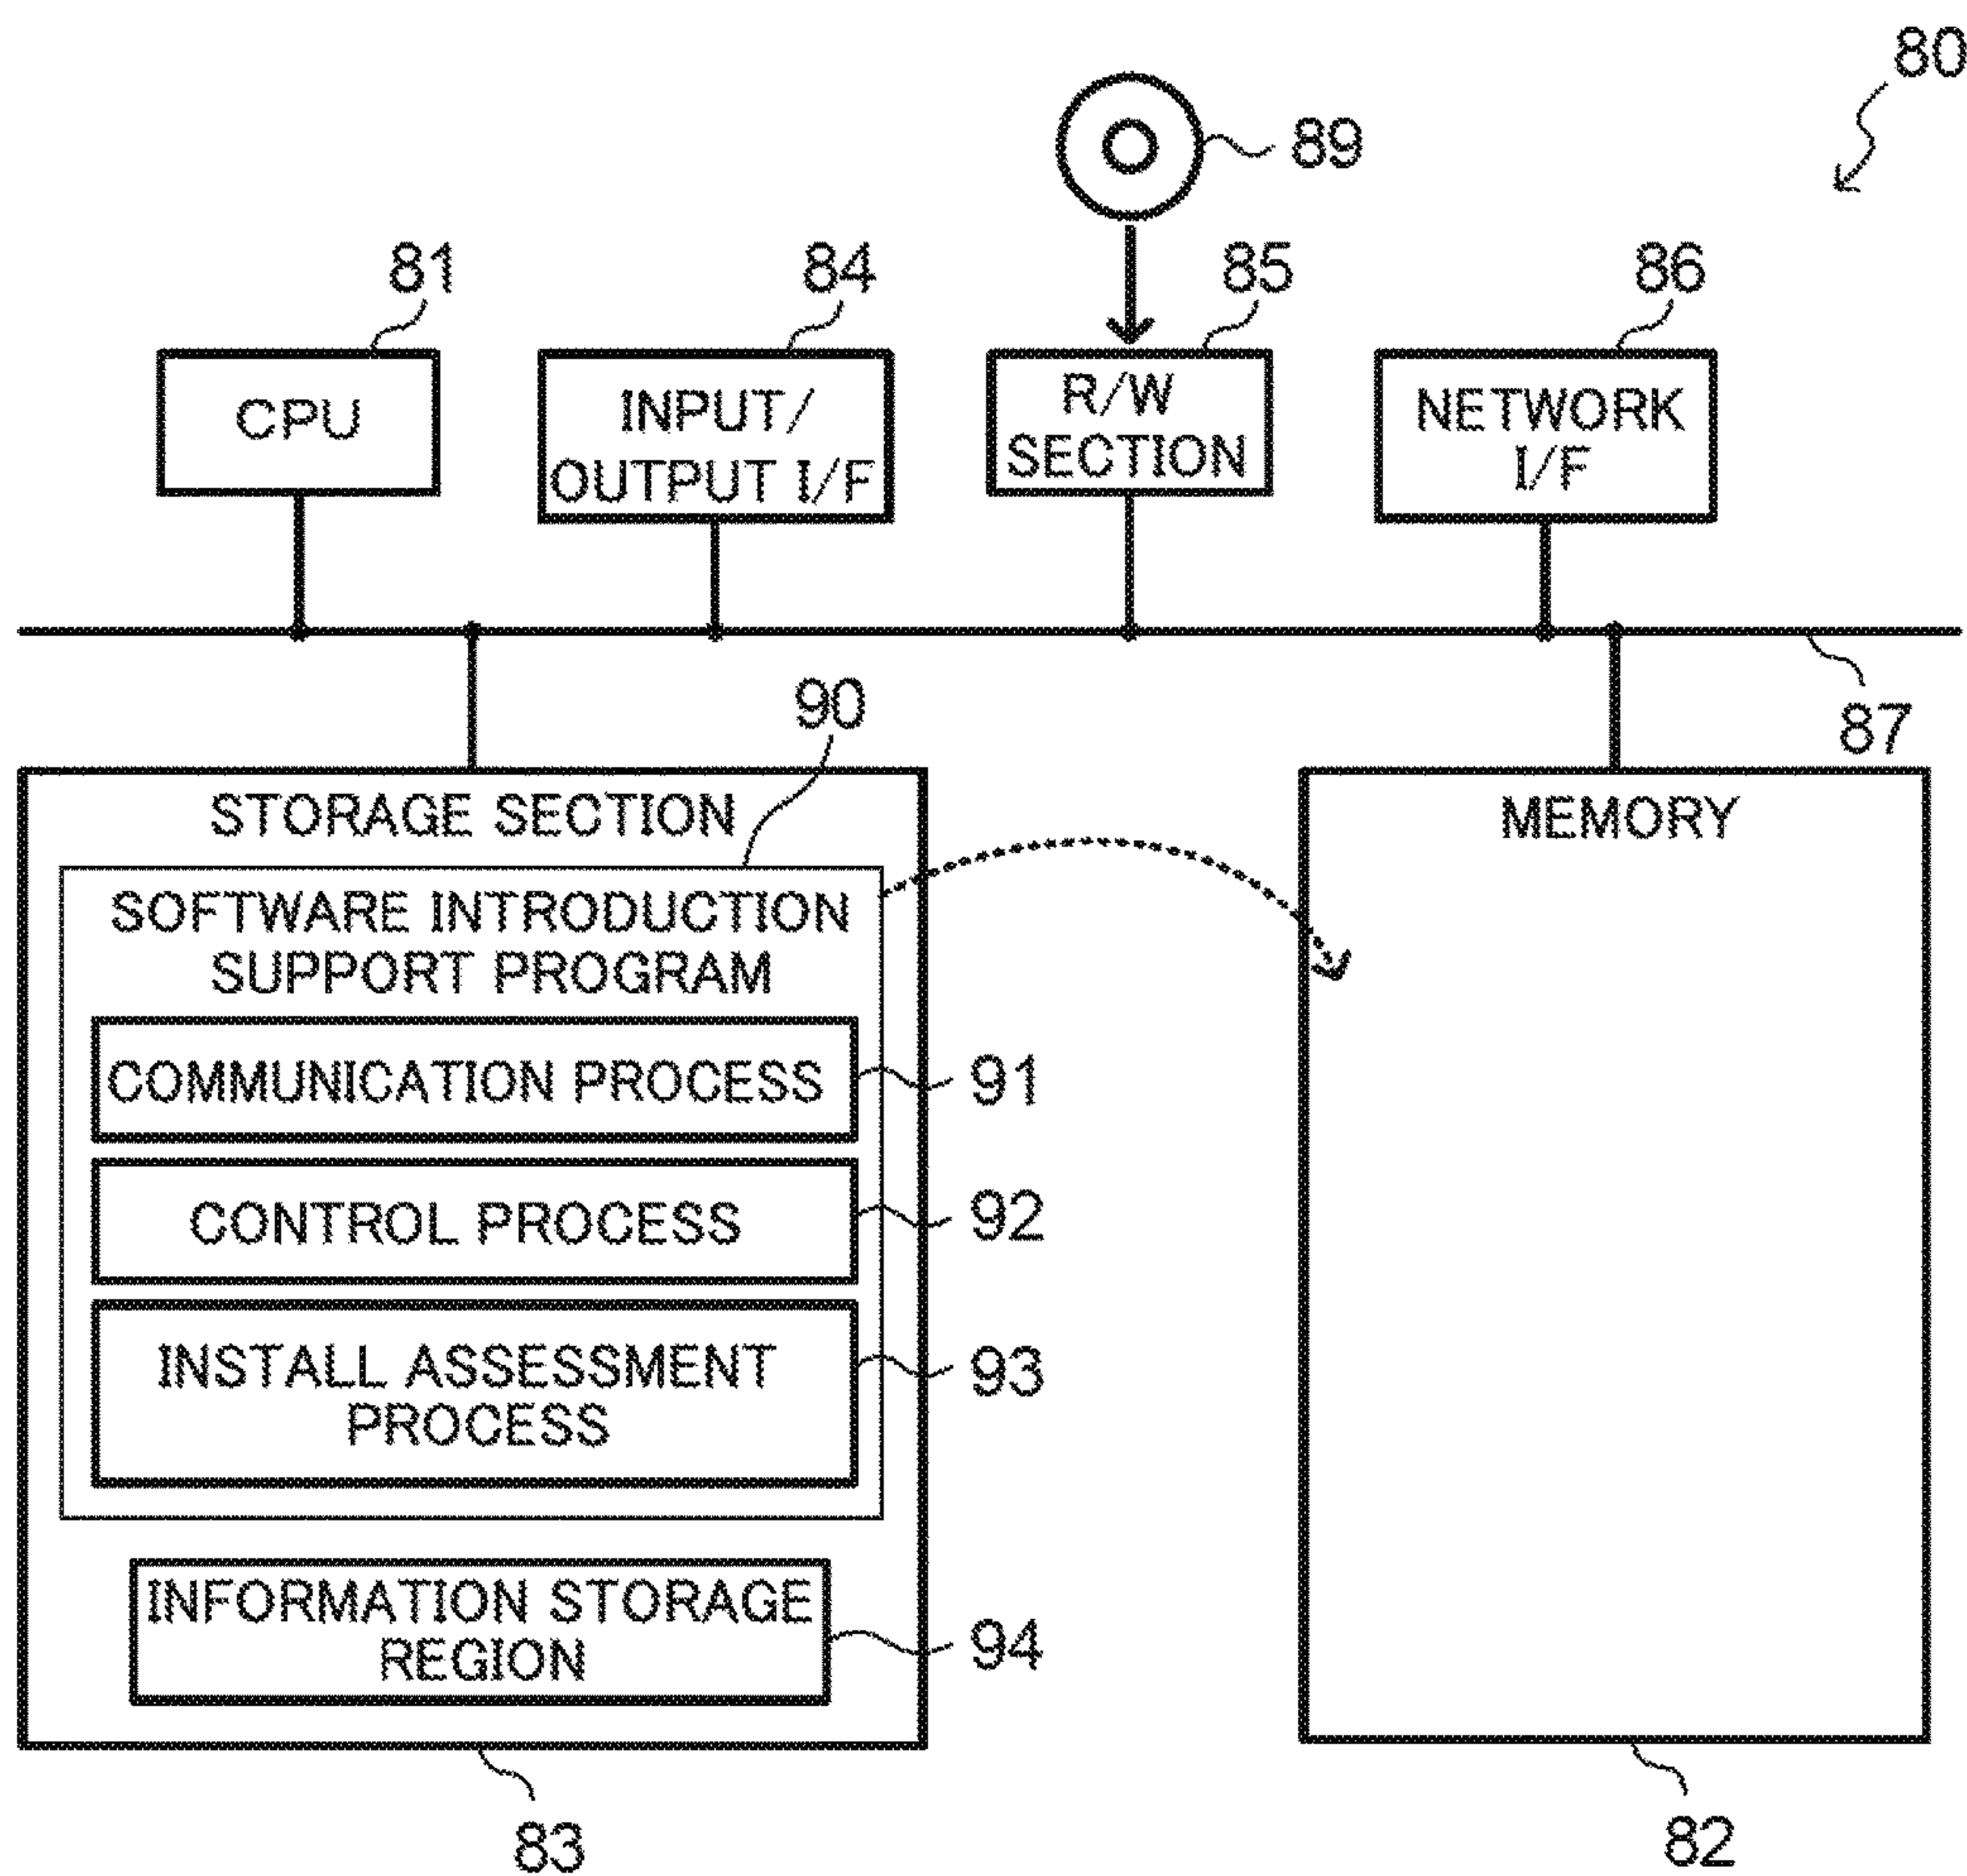 80
89
81
84
85
86
CPU
INPUT/
OUTPUT I/F
R/W
SECTION
NETWORK
I/F
87
90
STORAGE SECTION
SOFTWARE INTRODUCTION
SUPPORT PROGRAM
COMMUNICATION PROCESS
91
CONTROL PROCESS
92
INSTALL ASSESSMENT
PROCESS
93
INFORMATION STORAGE
REGION
94
83
MEMORY
82